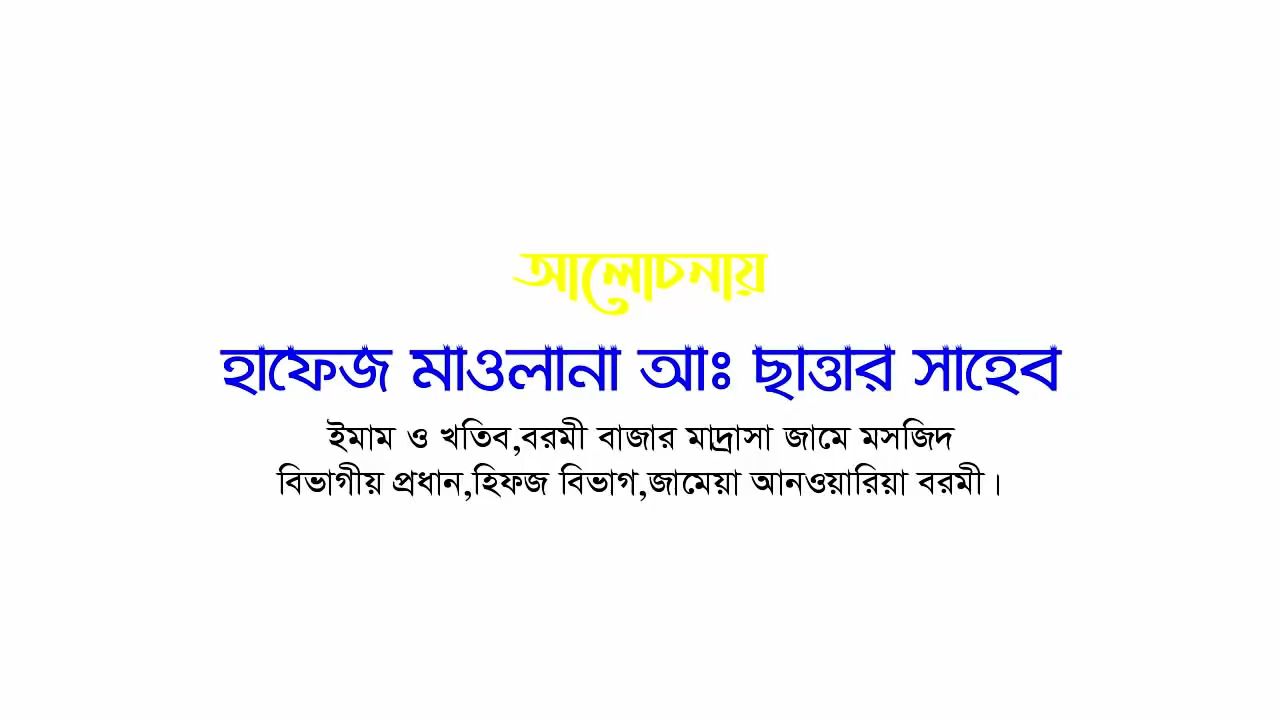 আলোচনায়
হাফেজ মাওলানা আঃ ছাত্তার সাহেব
ইমাম ও খতিব,বরমী বাজার মাদ্রাসা জামে মসজিদ
বিভাগীয় প্রধান,হিফজ বিভাগ,জামেয়া আনওয়ারিয়া বরমী।